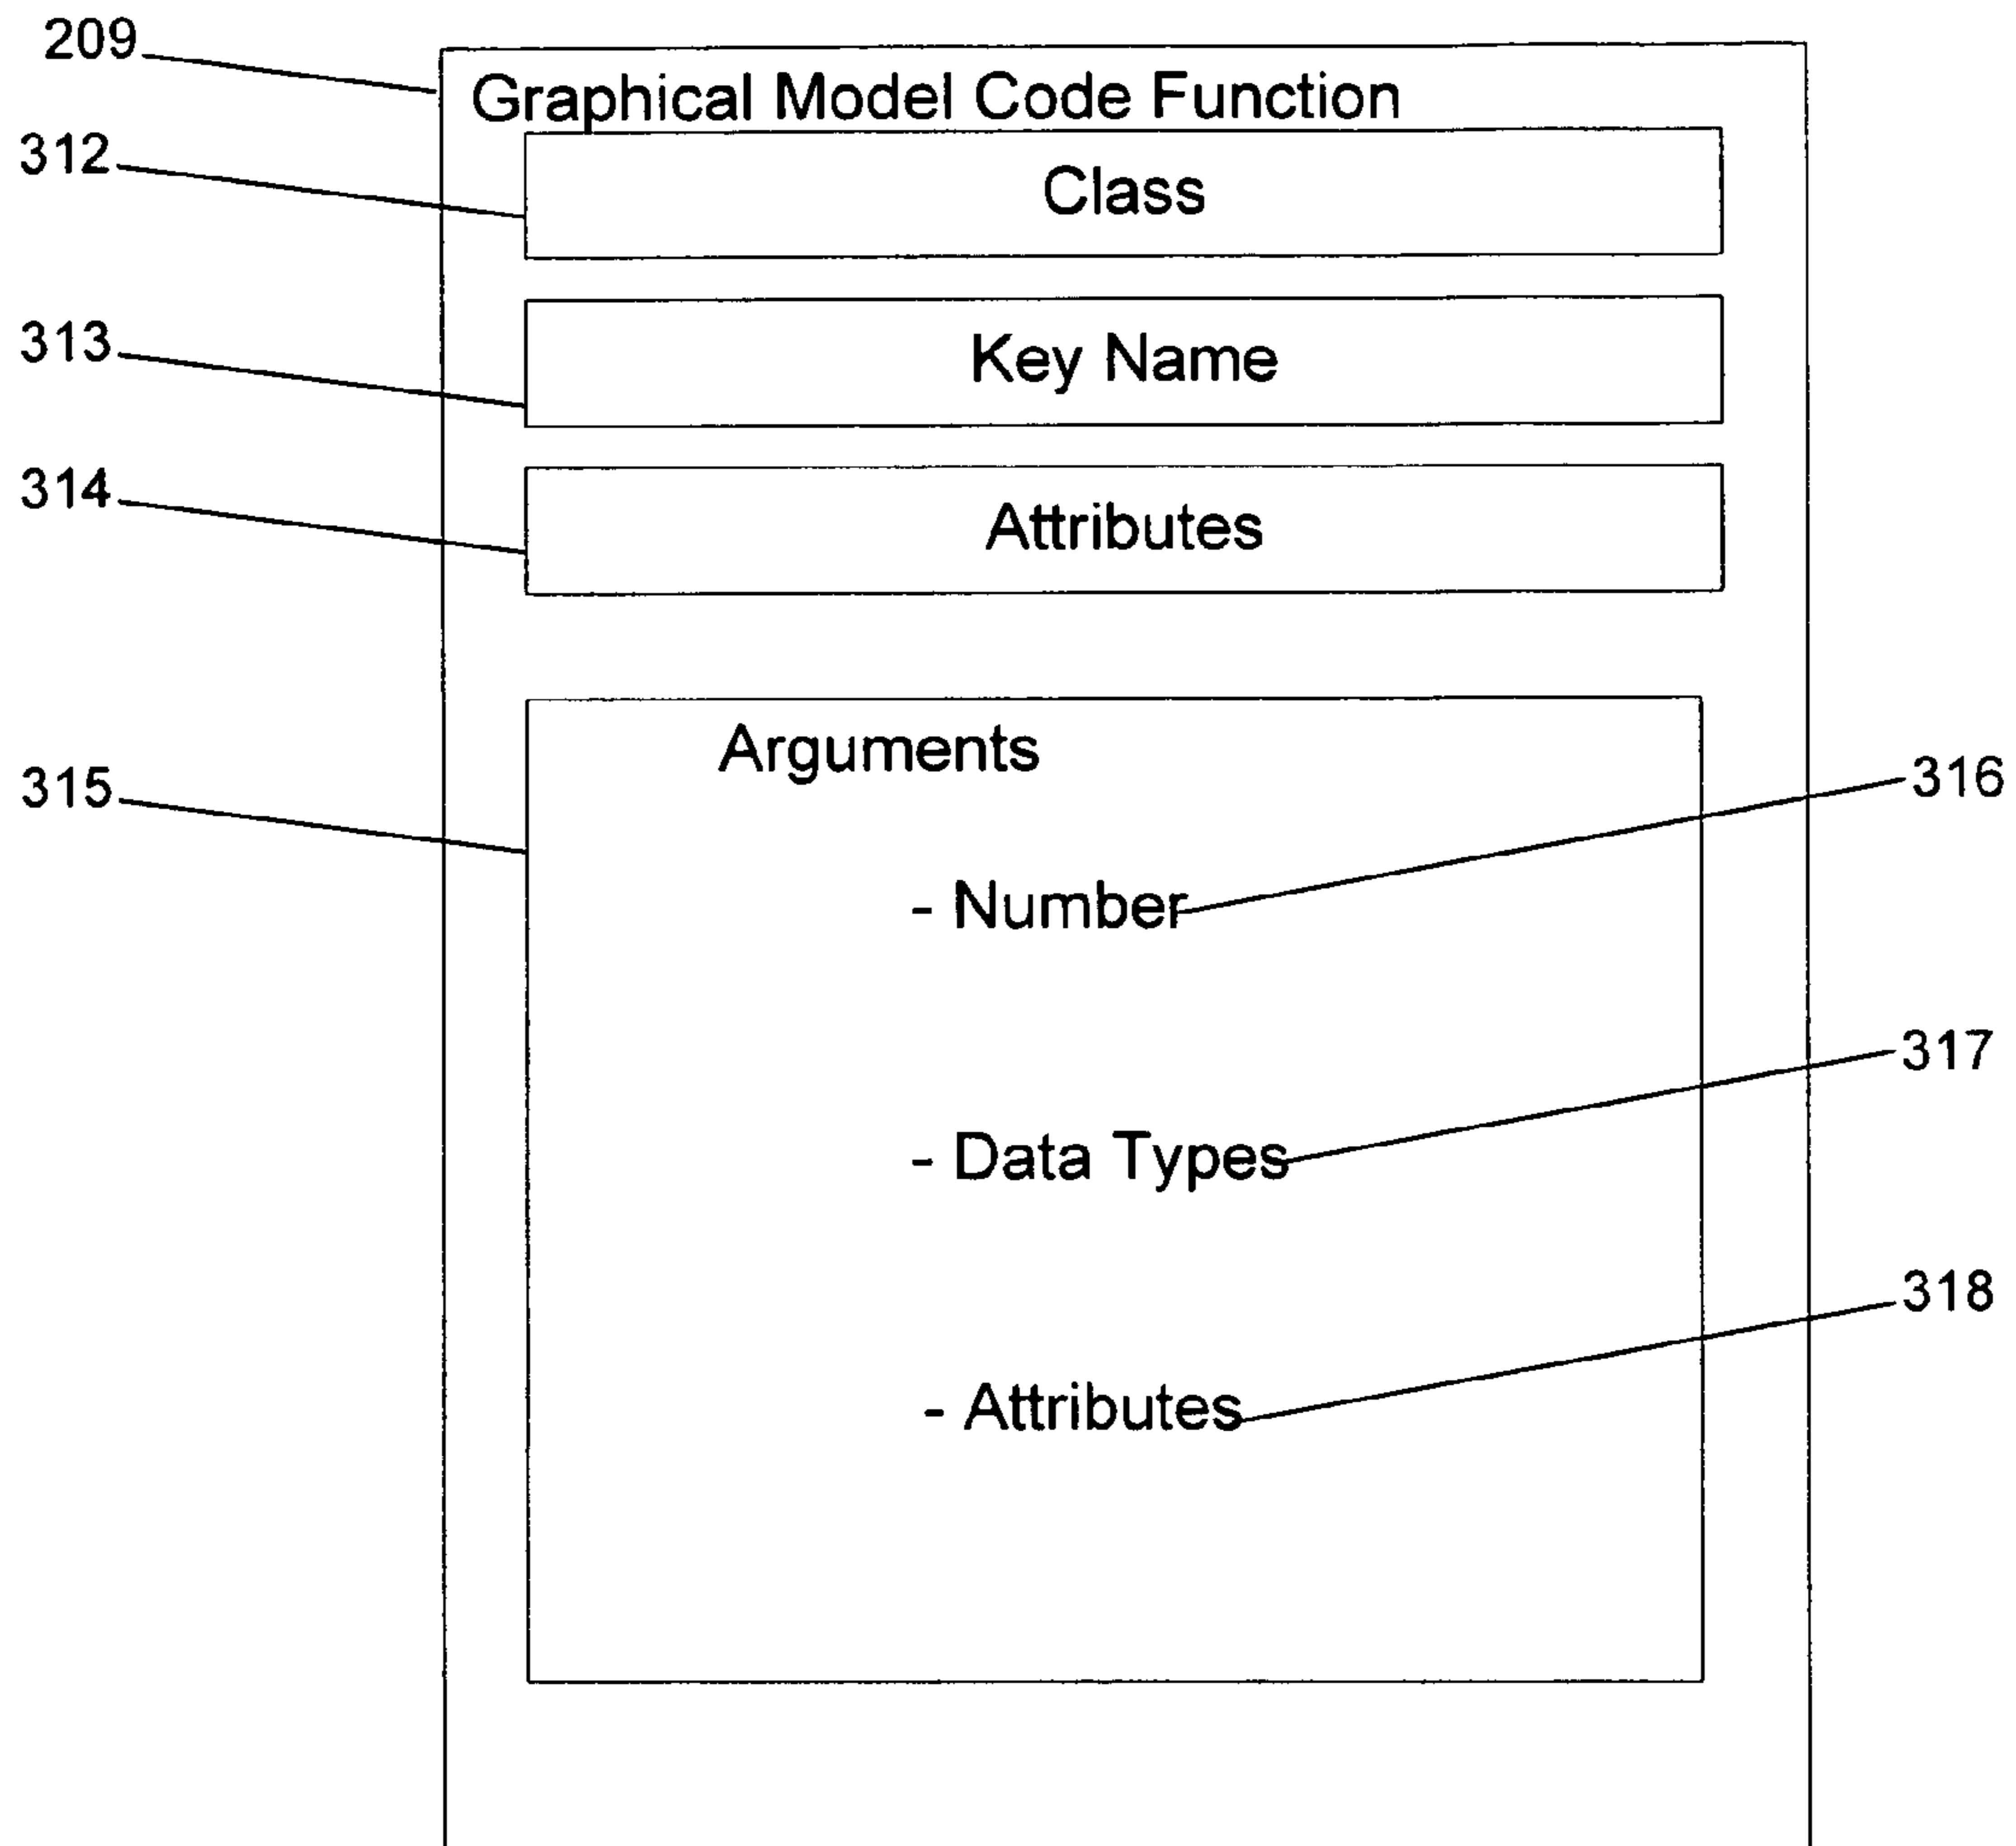 209
Graphical Model Code Function
312
Class
313
Key Name
314
Attributes
315
Arguments
316
- Number
317
- Data Types
318
- Attributes